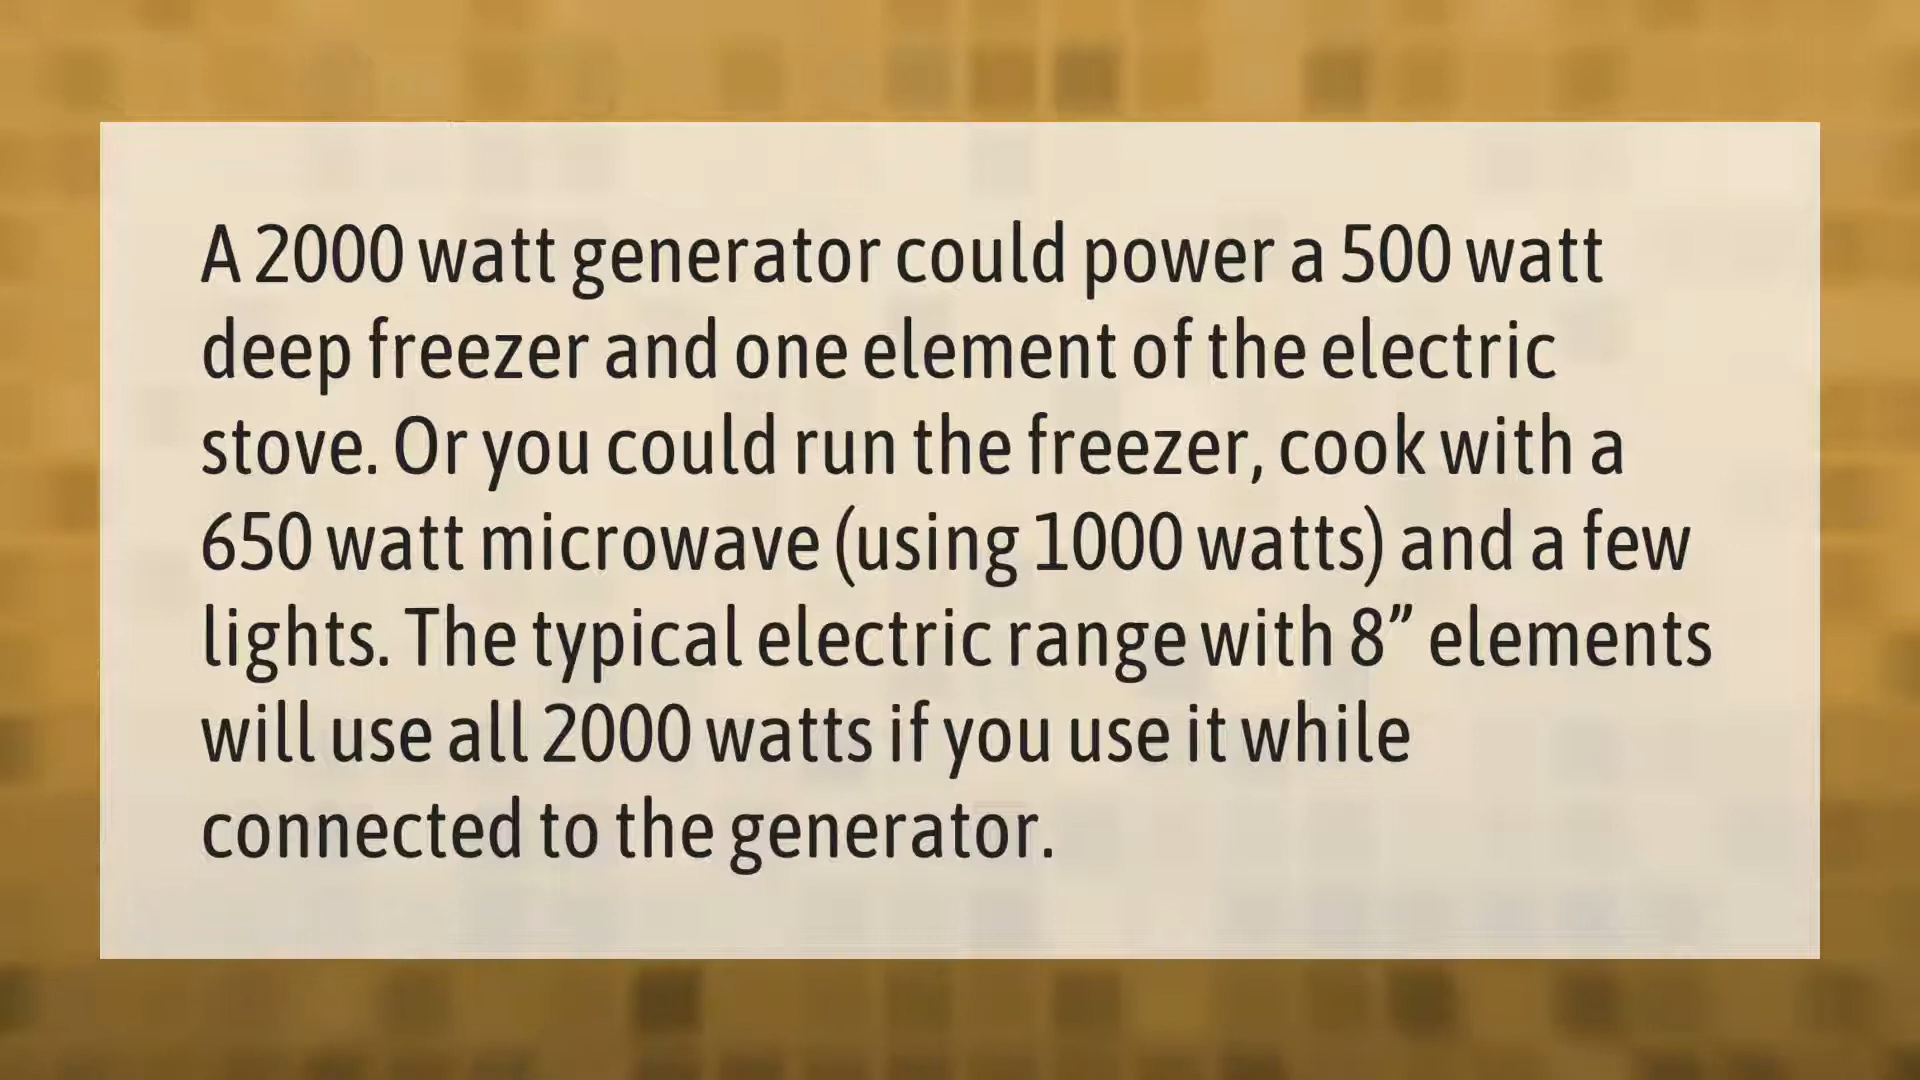 A 2000 watt generator could power a 500 watt
deep freezer and one element of the electric
stove. Or you could run the freezer, cook with a
650 watt microwave (using 1000 watts) and a few
lights. The typical electric range with 8” elements
will use all 2000 watts if you use it while
connected to the generator.